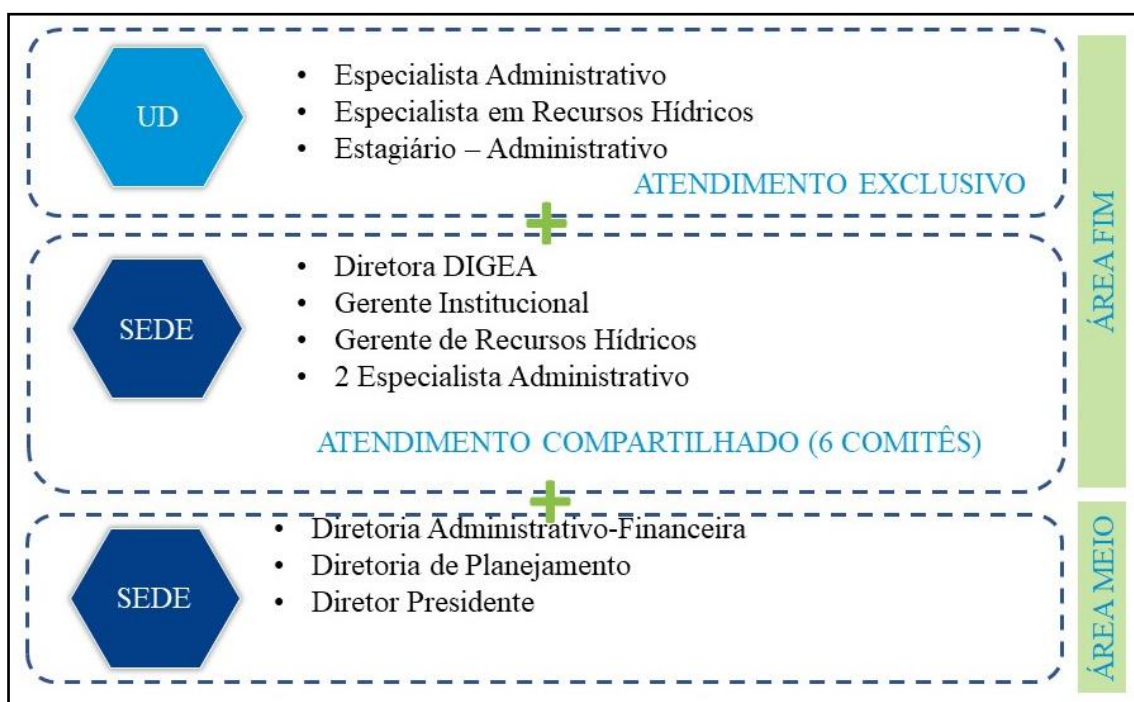 UD
• Especialista Administrativo
• Especialista em Recursos Hídricos
• Estagiário – Administrativo
ATENDIMENTO EXCLUSIVO
SEDE
• Diretora DIGEA
• Gerente Institucional
• Gerente de Recursos Hídricos
• 2 Especialista Administrativo
ATENDIMENTO COMPARTILHADO (6 COMITÊS)
ÁREA FIM
SEDE
• Diretoria Administrativo-Financeira
• Diretoria de Planejamento
• Diretor Presidente
ÁREA MEIO